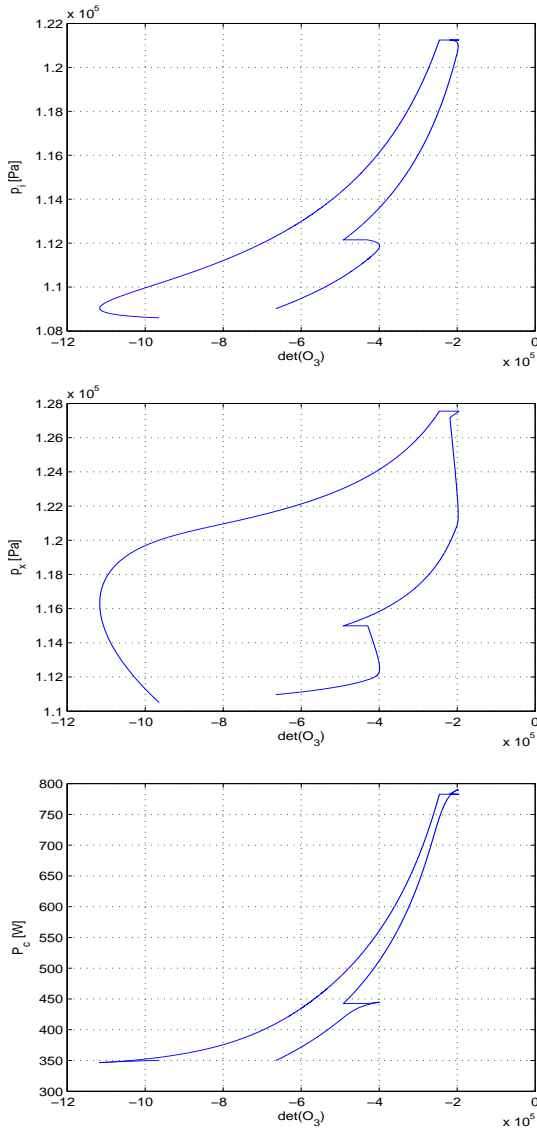 x 10^5
1.22
1.2
1.18
1.16
1.14
1.12
1.1
1.08
p_i [Pa]
−12 −10 −8 −6 −4 −2 0
det(O_3)
x 10^5
x 10^5
1.28
1.26
1.24
1.22
1.2
1.18
1.16
1.14
1.12
1.1
p_x [Pa]
−12 −10 −8 −6 −4 −2 0
det(O_3)
x 10^5
800
750
700
650
600
550
500
450
400
350
300
P_c [W]
−12 −10 −8 −6 −4 −2 0
det(O_3)
x 10^5